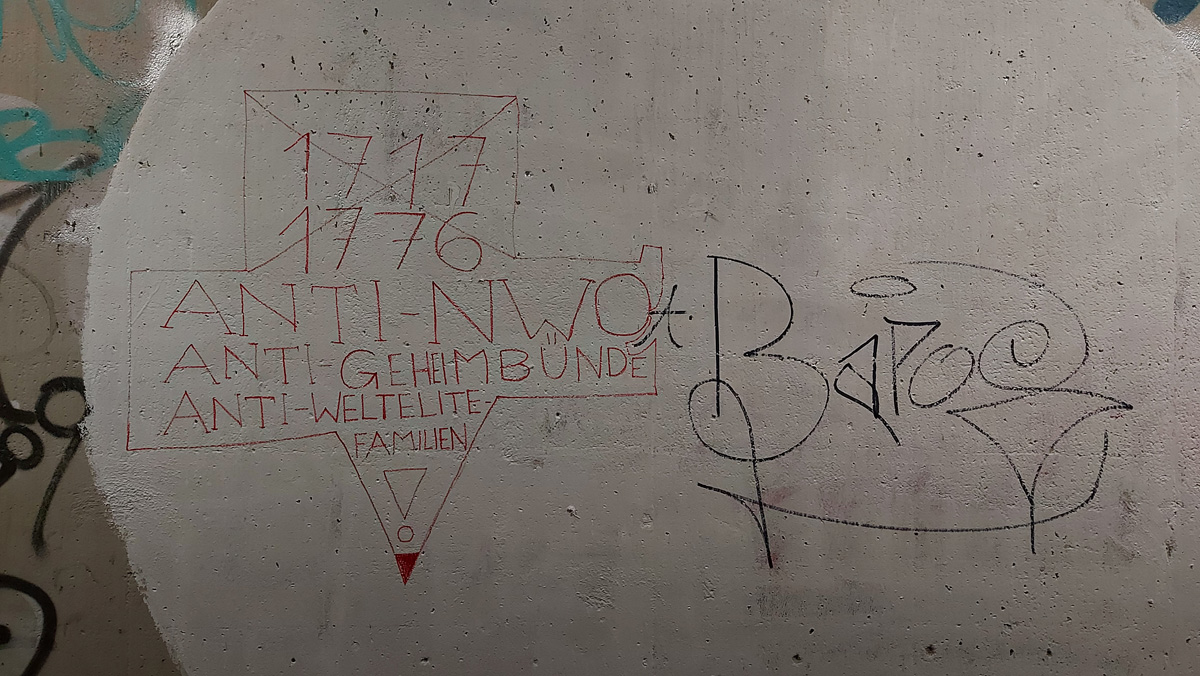 1717
1776
ANTI-NWO
ANTI-GEHEIMBÜNDE
ANTI-WELTELITE-
FAMILIEN
!